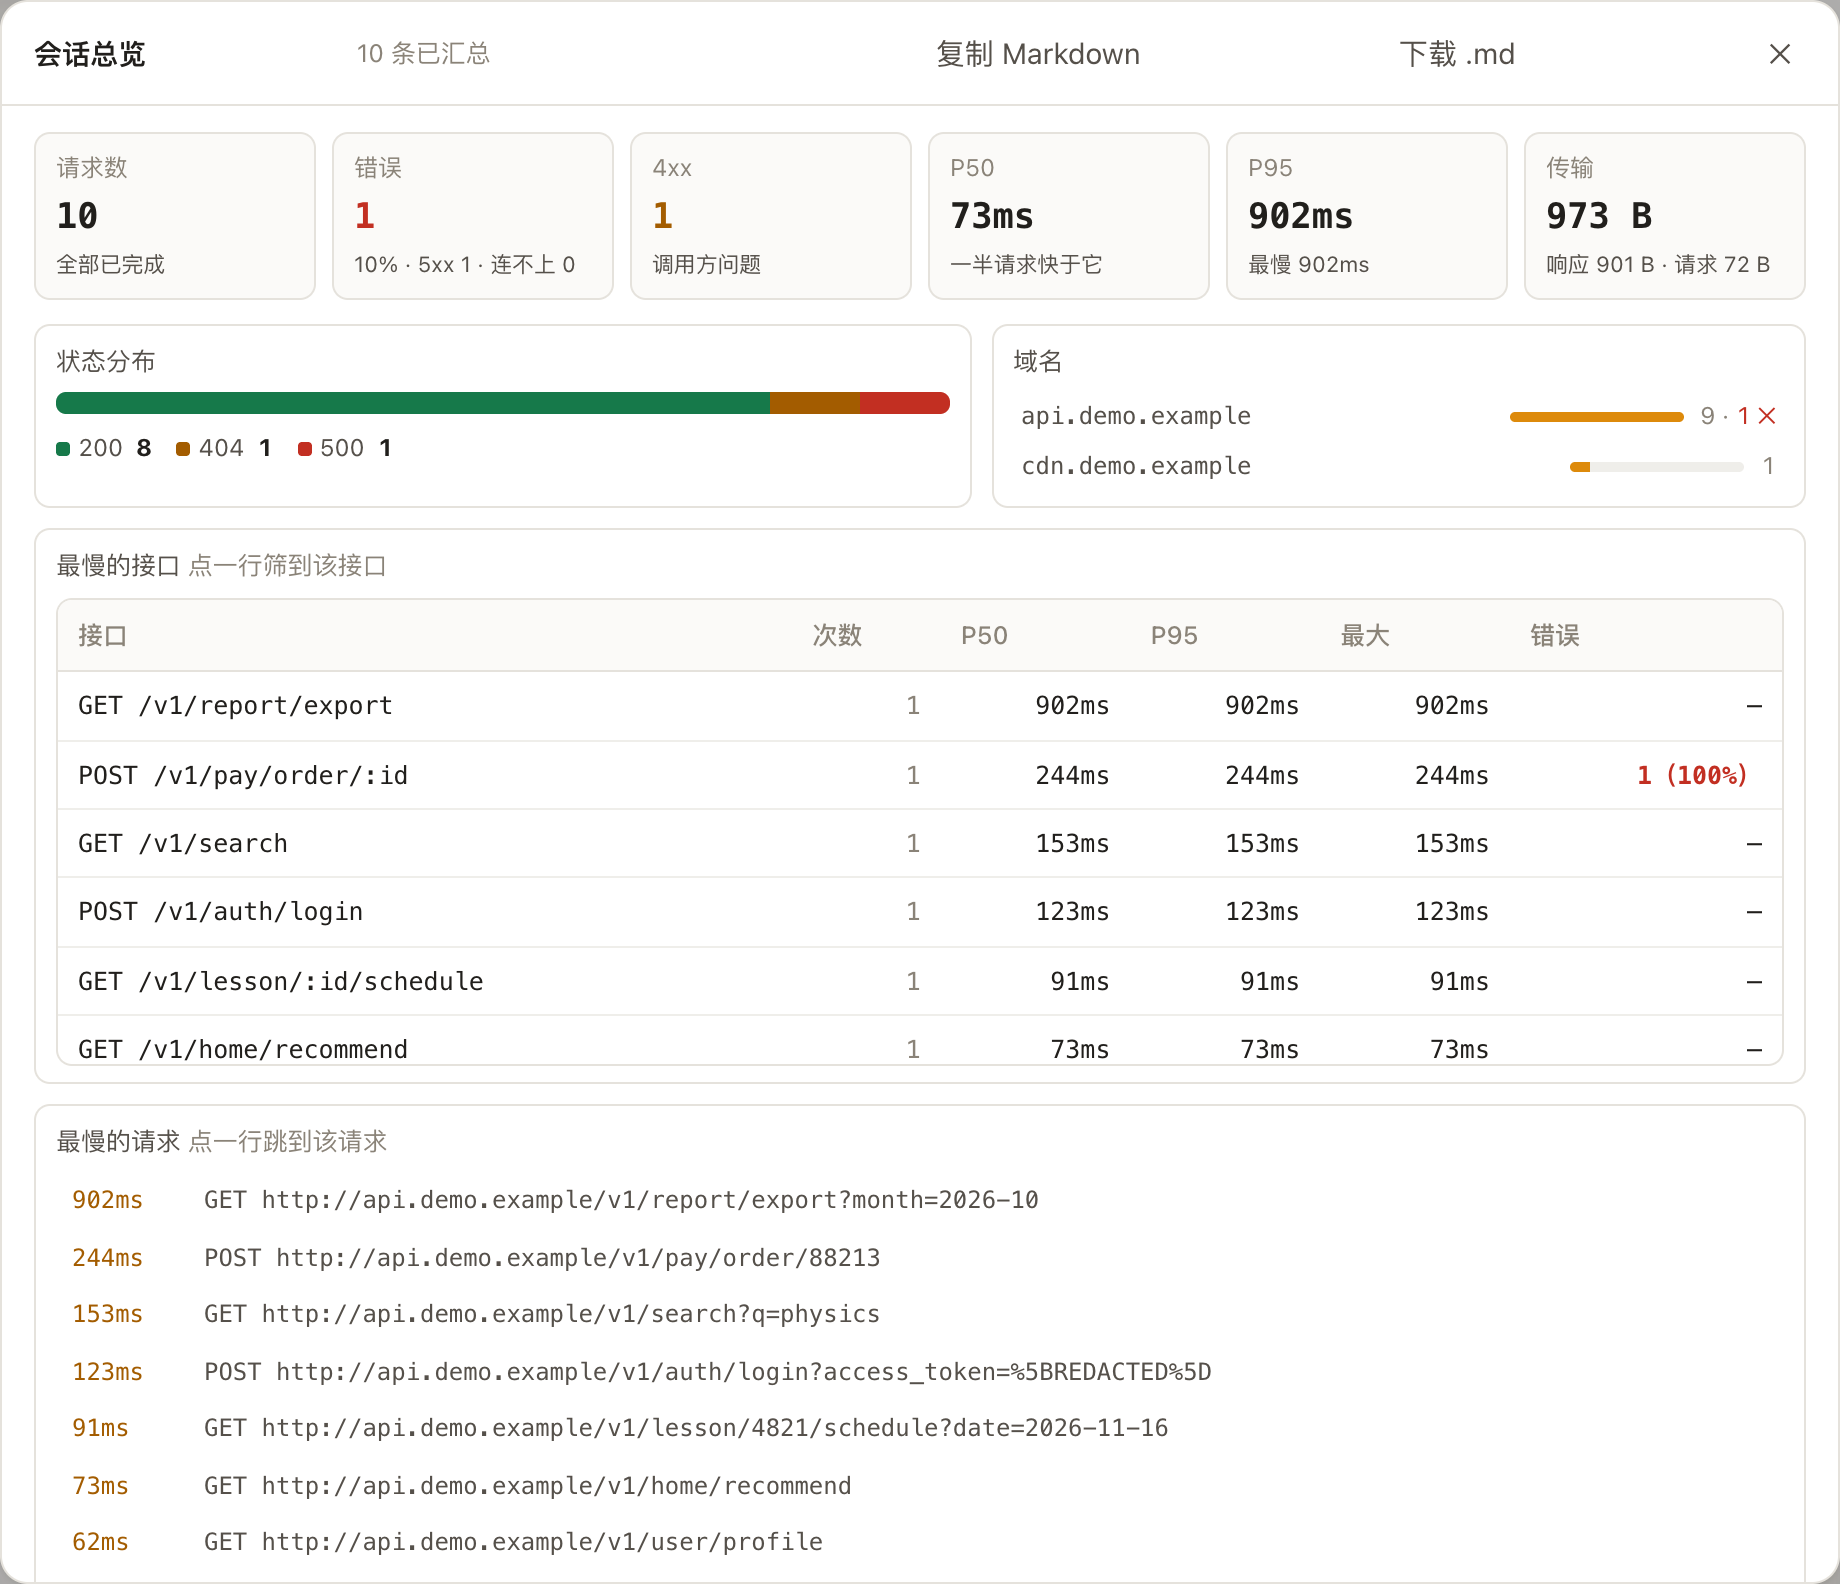 会话总览 10 条已汇总 复制 Markdown 下载 .md
请求数 错误 4xx P50 P95 传输
10 1 1 73ms 902ms 973 B
全部已完成 10% · 5xx 1 · 连不上 0 调用方问题 一半请求快于它 最慢 902ms 响应 901 B · 请求 72 B
状态分布
200 8 404 1 500 1
域名
api.demo.example 9 · 1 ×
cdn.demo.example 1
最慢的接口 点一行筛到该接口
接口 次数 P50 P95 最大 错误
GET /v1/report/export 1 902ms 902ms 902ms —
POST /v1/pay/order/:id 1 244ms 244ms 244ms 1 (100%)
GET /v1/search 1 153ms 153ms 153ms —
POST /v1/auth/login 1 123ms 123ms 123ms —
GET /v1/lesson/:id/schedule 1 91ms 91ms 91ms —
GET /v1/home/recommend 1 73ms 73ms 73ms —
最慢的请求 点一行跳到该请求
902ms GET http://api.demo.example/v1/report/export?month=2026-10
244ms POST http://api.demo.example/v1/pay/order/88213
153ms GET http://api.demo.example/v1/search?q=physics
123ms POST http://api.demo.example/v1/auth/login?access_token=%5BREDACTED%5D
91ms GET http://api.demo.example/v1/lesson/4821/schedule?date=2026-11-16
73ms GET http://api.demo.example/v1/home/recommend
62ms GET http://api.demo.example/v1/user/profile